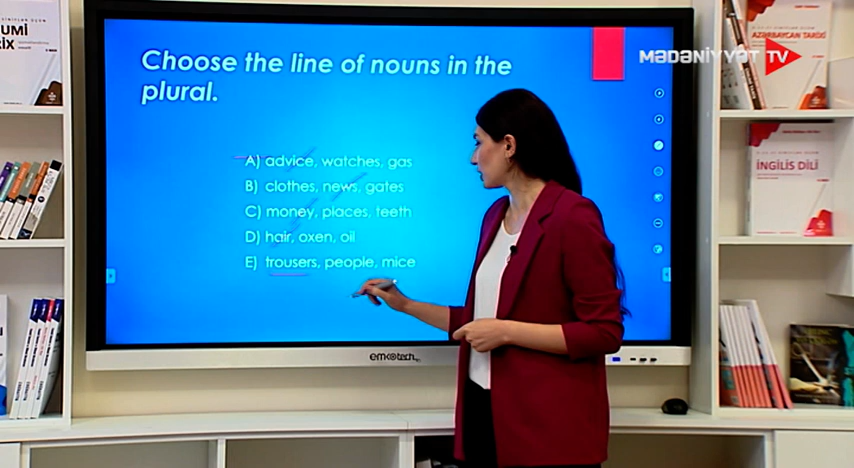 Choose the line of nouns in the
plural.
A) advice, watches, gas
B) clothes, news, gates
C) money, places, teeth
D) hair, oxen, oil
E) trousers, people, mice
MƏDƏNİYYƏT TV
AZƏRBAYCAN TARİXİ
İNGİLİS DİLİ
emkotech